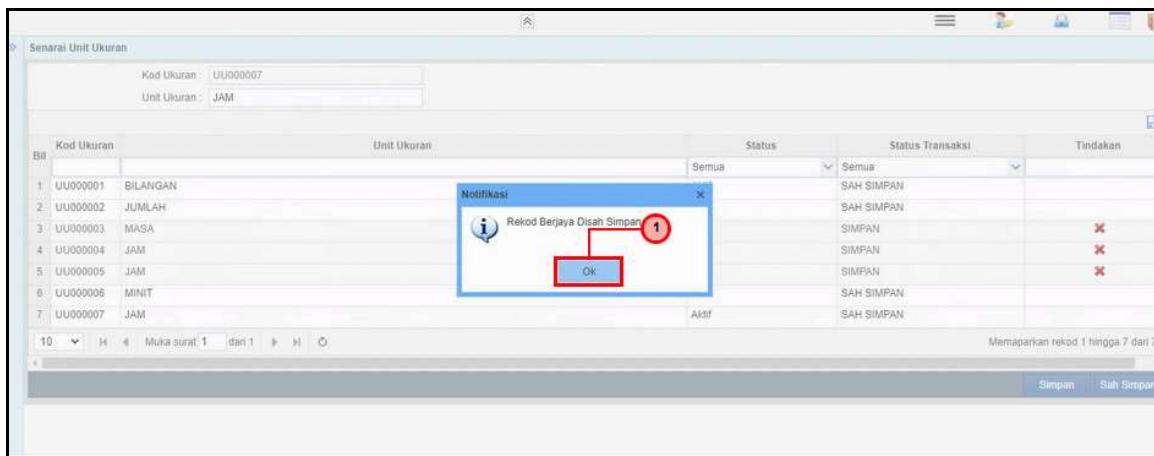 Senarai Unit Ukuran
Kod Ukuran : UU000007
Unit Ukuran : JAM
Bil Kod Ukuran Unit Ukuran Status Status Transaksi Tindakan
Semua Semua
1 UU000001 BILANGAN SAH SIMPAN
2 UU000002 JUMLAH SAH SIMPAN
3 UU000003 MASA SIMPAN
4 UU000004 JAM SIMPAN
5 UU000005 JAM SIMPAN
6 UU000006 MINIT SAH SIMPAN
7 UU000007 JAM Aktif SAH SIMPAN
Notifikasi
Rekod Berjaya Disah Simpan
1
Ok
10 Muka surat 1 dari 1 Memaparkan rekod 1 hingga 7 dari 7
Simpan Sah Simpan